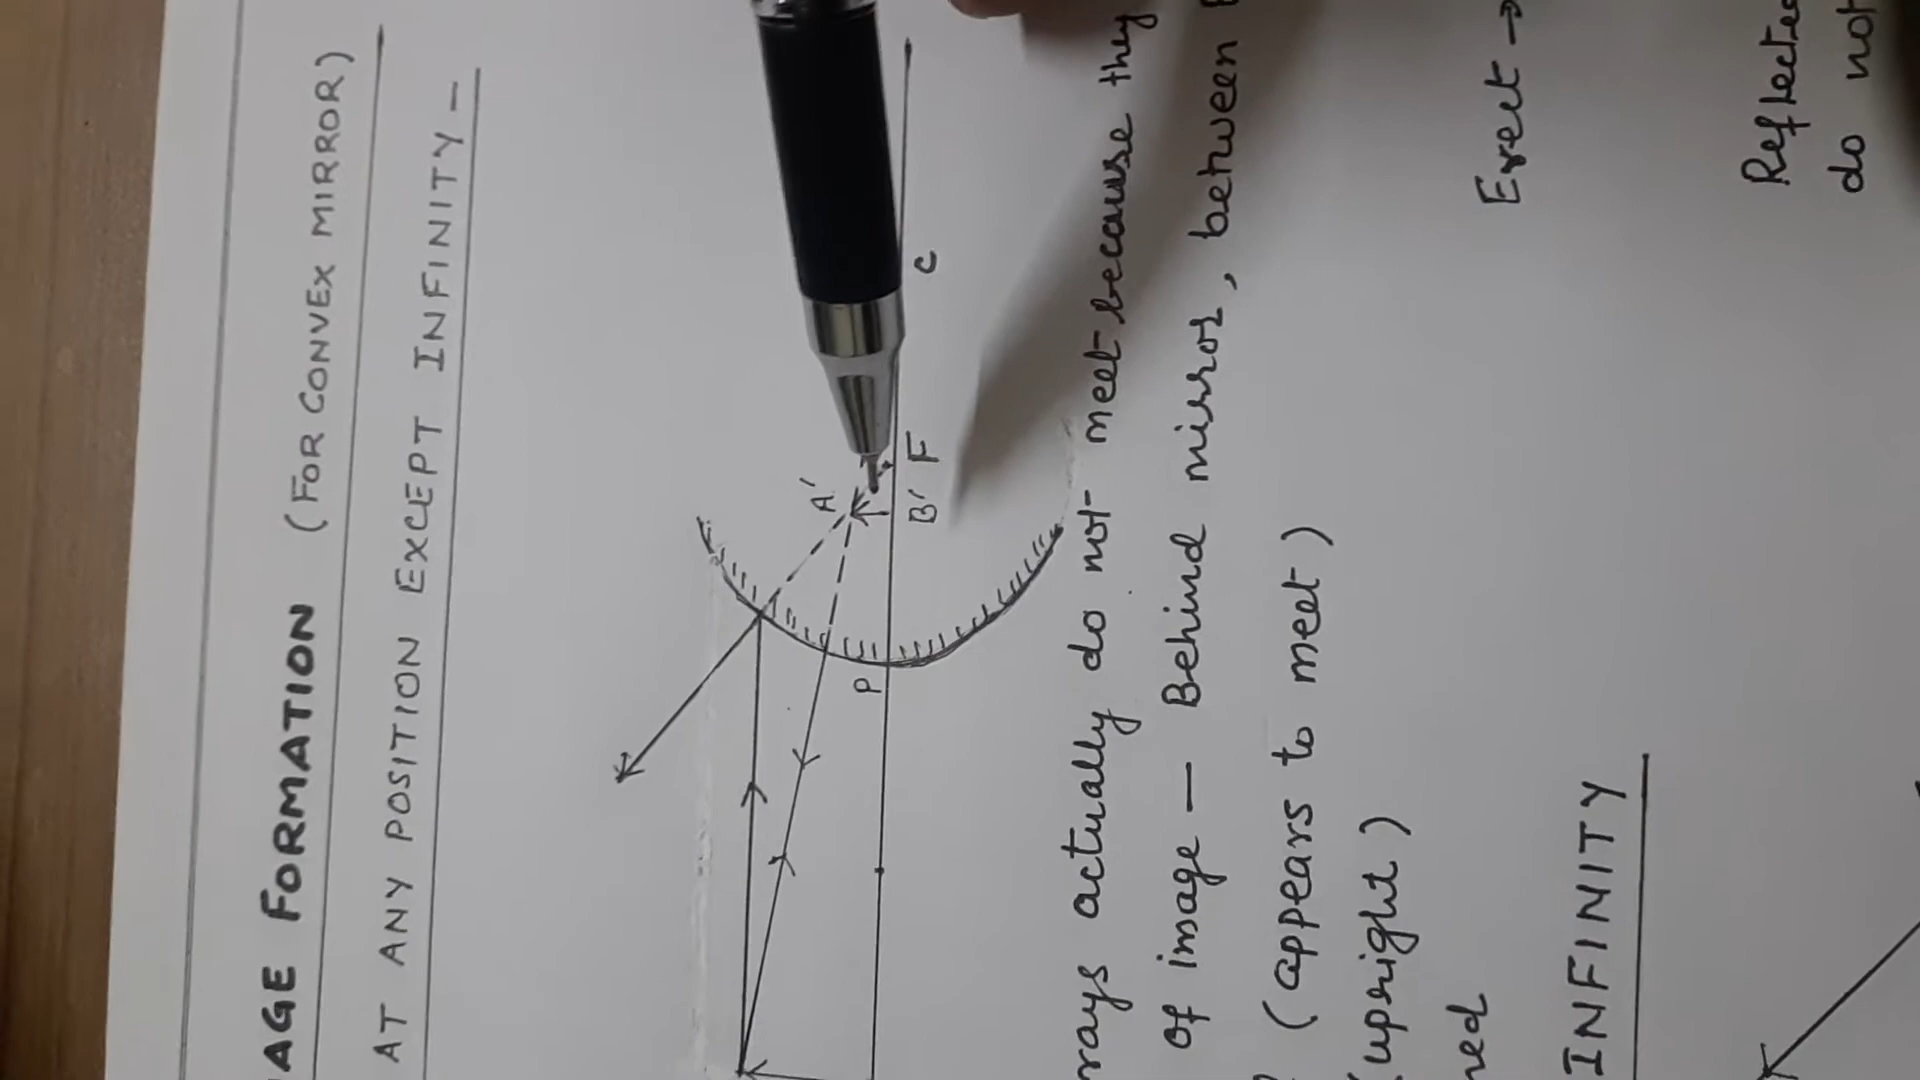 AGE FORMATION (FOR CONVEX MIRROR)
AT ANY POSITION EXCEPT INFINITY -
A'
P B' F C
rays actually do not meet because they
of image — Behind mirror, between
(appears to meet)
(upright)
ned Erect →
INFINITY
Reflected
do not